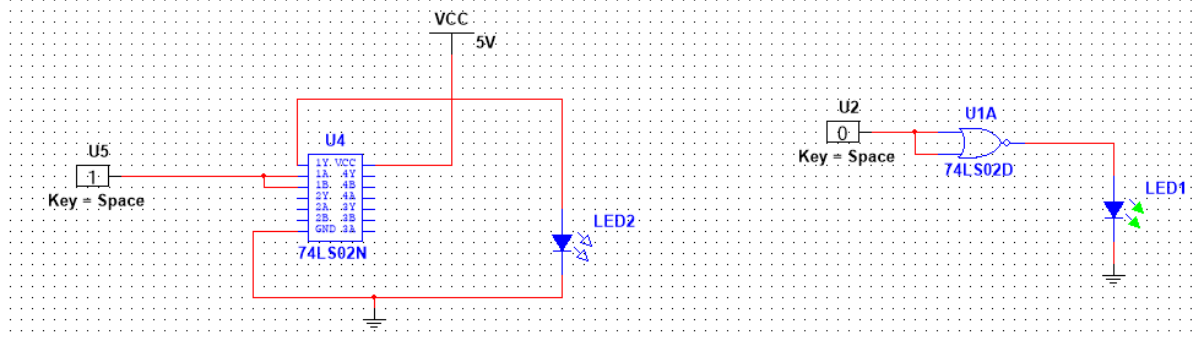 VCC
5V
U5
1
Key = Space
U4
1Y. VCC
1A. .4Y
1B. .4B
2Y. .4A
2A. .3Y
2B. .3B
GND .3A
74LS02N
LED2
U2
0
Key = Space
U1A
74LS02D
LED1